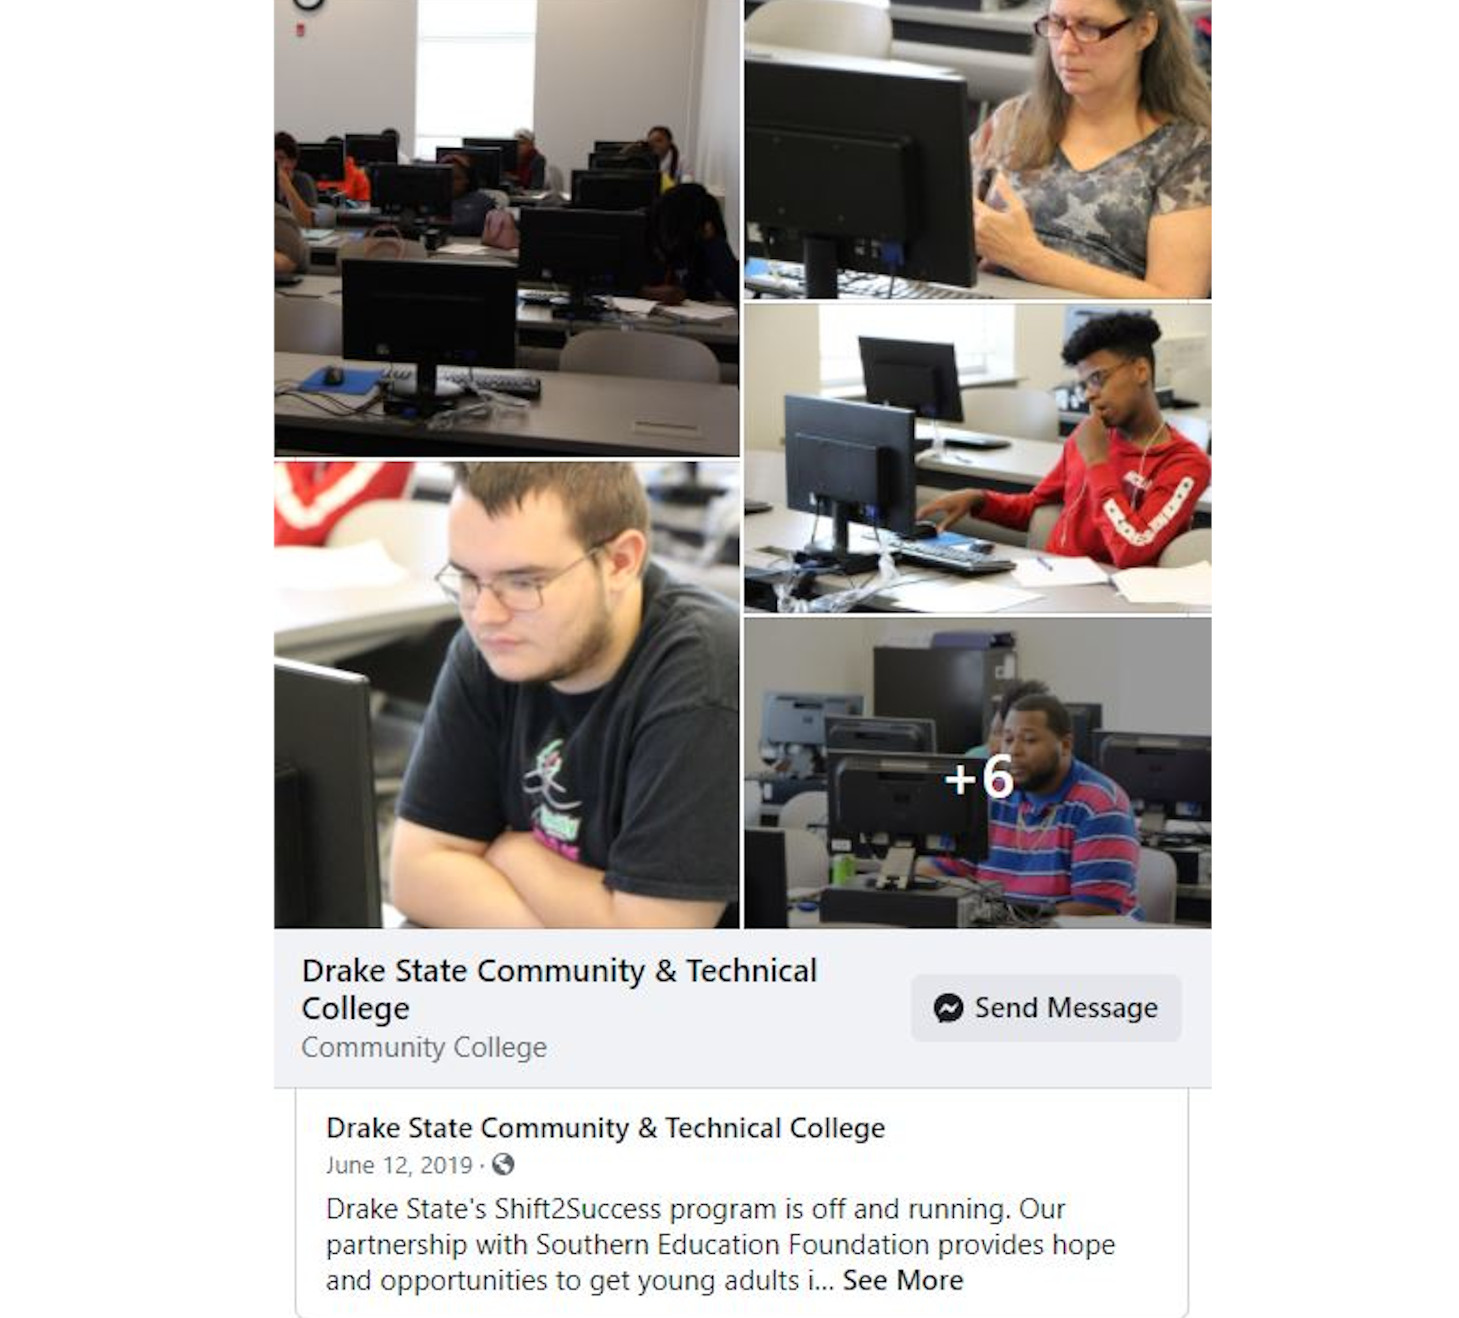 +6
Drake State Community & Technical
College
Community College
Send Message
Drake State Community & Technical College
June 12, 2019 ·
Drake State's Shift2Success program is off and running. Our
partnership with Southern Education Foundation provides hope
and opportunities to get young adults i... See More